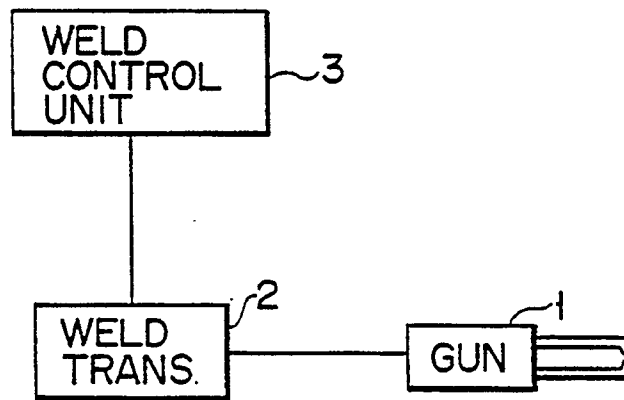 WELD
CONTROL
UNIT
3
2
WELD
TRANS.
1
GUN